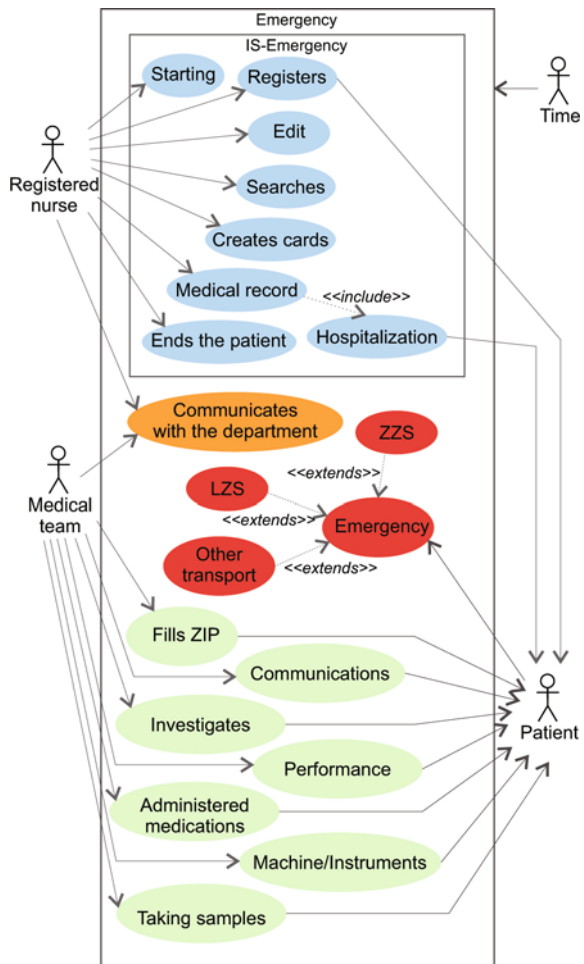 Emergency
IS-Emergency
Starting
Registers
Time
Edit
Registered
nurse
Searches
Creates cards
Medical record
<<include>>
Ends the patient
Hospitalization
Communicates
with the department
ZZS
Medical
team
<<extends>>
LZS
<<extends>>
Emergency
Other
transport
<<extends>>
Fills ZIP
Communications
Investigates
Patient
Performance
Administered
medications
Machine/Instruments
Taking samples